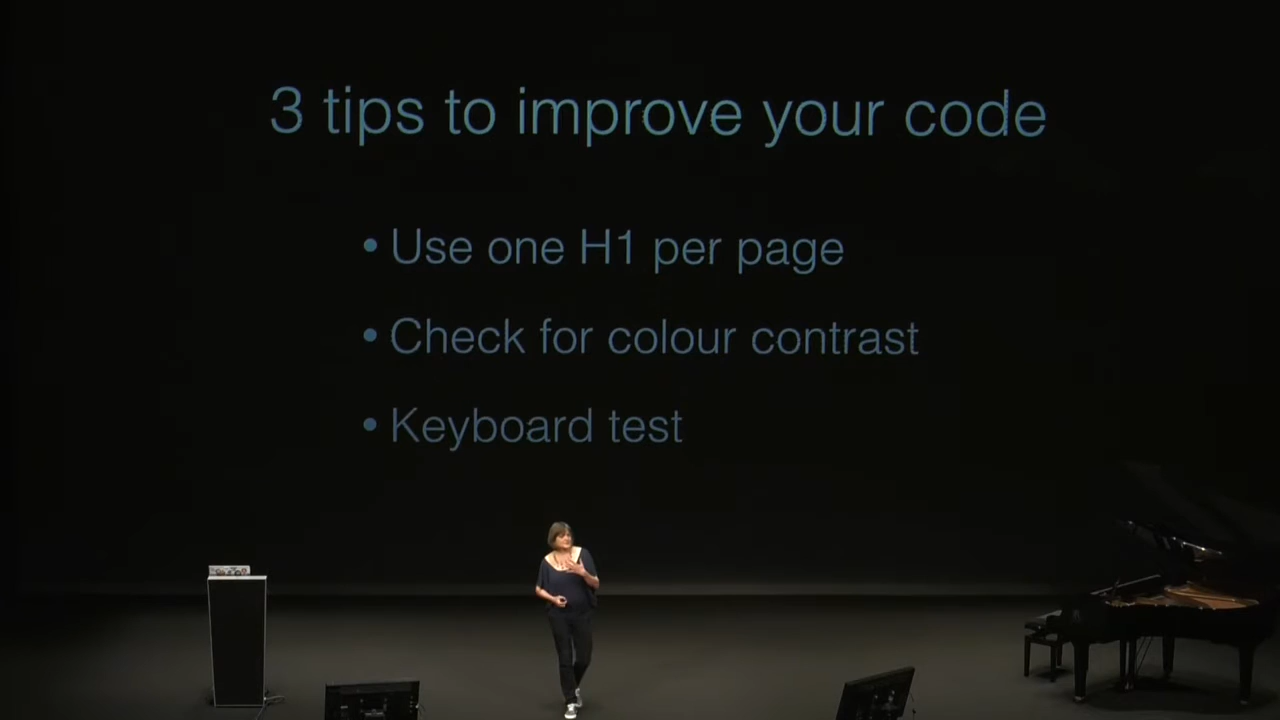 3 tips to improve your code
• Use one H1 per page
• Check for colour contrast
• Keyboard test